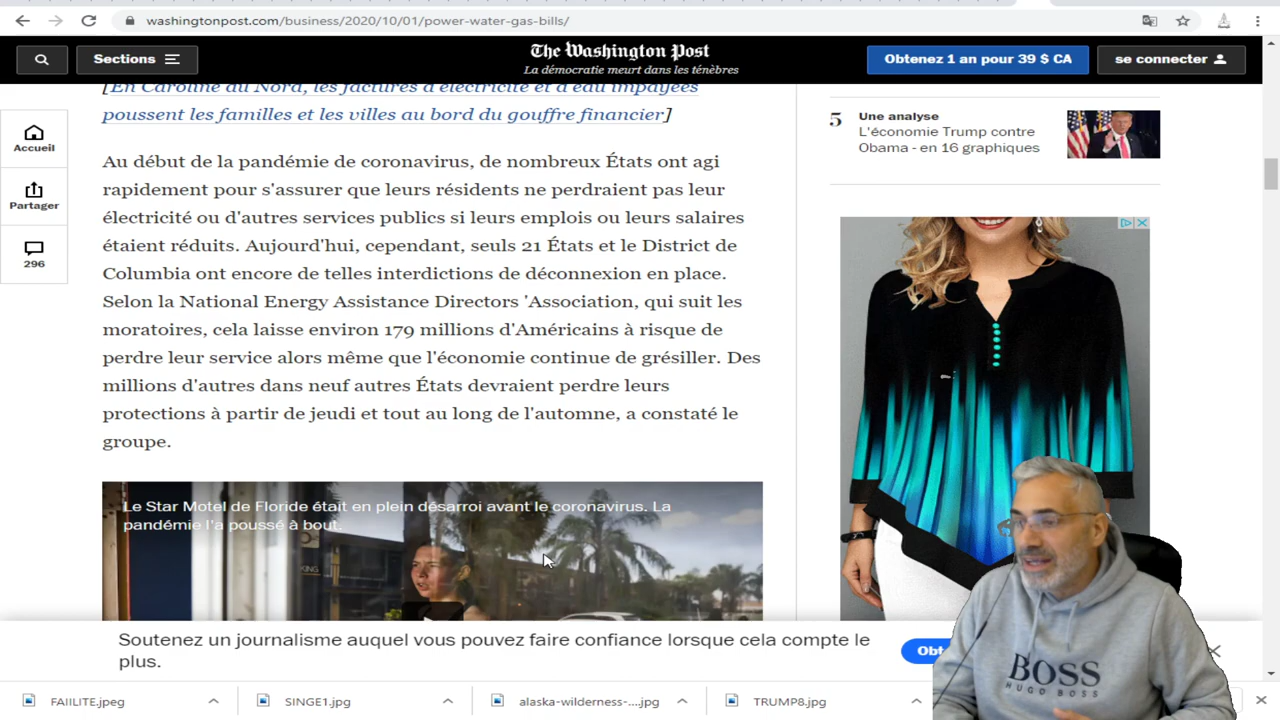 washingtonpost.com/business/2020/10/01/power-water-gas-bills/
Sections
The Washington Post
La démocratie meurt dans les ténèbres
Obtenez 1 an pour 39 $ CA
se connecter
Accueil
Partager
296
[En Caroline du Nord, les factures d'électricité et d'eau impayées
poussent les familles et les villes au bord du gouffre financier]
Au début de la pandémie de coronavirus, de nombreux États ont agi
rapidement pour s'assurer que leurs résidents ne perdraient pas leur
électricité ou d'autres services publics si leurs emplois ou leurs salaires
étaient réduits. Aujourd'hui, cependant, seuls 21 États et le District de
Columbia ont encore de telles interdictions de déconnexion en place.
Selon la National Energy Assistance Directors 'Association, qui suit les
moratoires, cela laisse environ 179 millions d'Américains à risque de
perdre leur service alors même que l'économie continue de grésiller. Des
millions d'autres dans neuf autres États devraient perdre leurs
protections à partir de jeudi et tout au long de l'automne, a constaté le
groupe.
Le Star Motel de Floride était en plein désarroi avant le coronavirus. La
pandémie l'a poussé à bout.
5
Une analyse
L'économie Trump contre
Obama - en 16 graphiques
Soutenez un journalisme auquel vous pouvez faire confiance lorsque cela compte le
plus.
Obt
BOSS
HUGO BOSS
FAIILITE.jpeg
SINGE1.jpg
alaska-wilderness-....jpg
TRUMP8.jpg